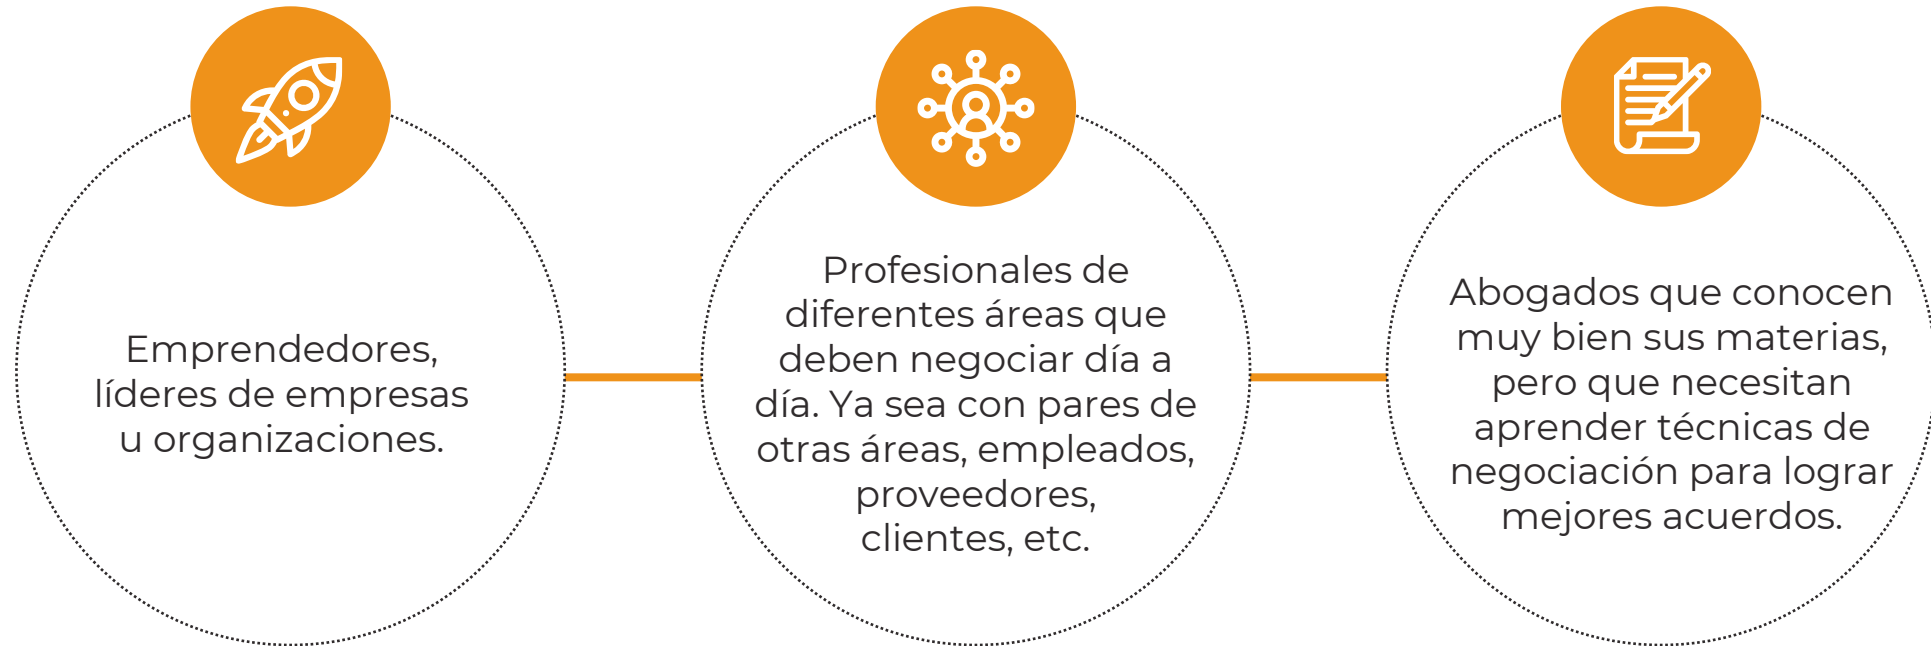 Emprendedores,
líderes de empresas
u organizaciones.
Profesionales de
diferentes áreas que
deben negociar día a
día. Ya sea con pares de
otras áreas, empleados,
proveedores,
clientes, etc.
Abogados que conocen
muy bien sus materias,
pero que necesitan
aprender técnicas de
negociación para lograr
mejores acuerdos.